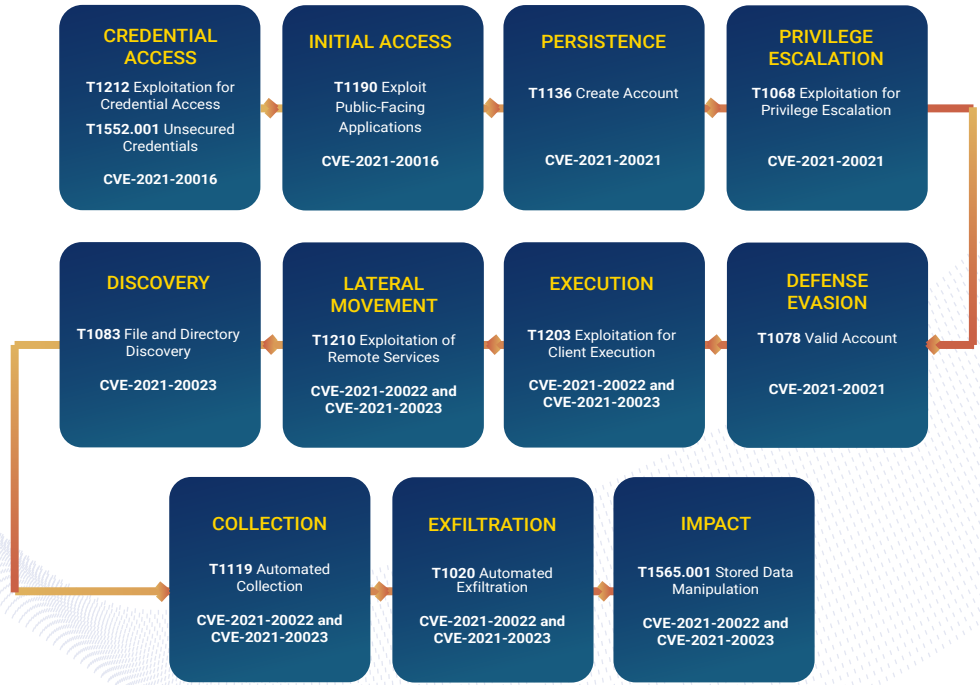 CREDENTIAL
ACCESS
T1212 Exploitation for
Credential Access
T1552.001 Unsecured
Credentials
CVE-2021-20016
INITIAL ACCESS
T1190 Exploit
Public-Facing
Applications
CVE-2021-20016
PERSISTENCE
T1136 Create Account
CVE-2021-20021
PRIVILEGE
ESCALATION
T1068 Exploitation for
Privilege Escalation
CVE-2021-20021
DISCOVERY
T1083 File and Directory
Discovery
CVE-2021-20023
LATERAL
MOVEMENT
T1210 Exploitation of
Remote Services
CVE-2021-20022 and
CVE-2021-20023
EXECUTION
T1203 Exploitation for
Client Execution
CVE-2021-20022 and
CVE-2021-20023
DEFENSE
EVASION
T1078 Valid Account
CVE-2021-20021
COLLECTION
T1119 Automated
Collection
CVE-2021-20022 and
CVE-2021-20023
EXFILTRATION
T1020 Automated
Exfiltration
CVE-2021-20022 and
CVE-2021-20023
IMPACT
T1565.001 Stored Data
Manipulation
CVE-2021-20022 and
CVE-2021-20023